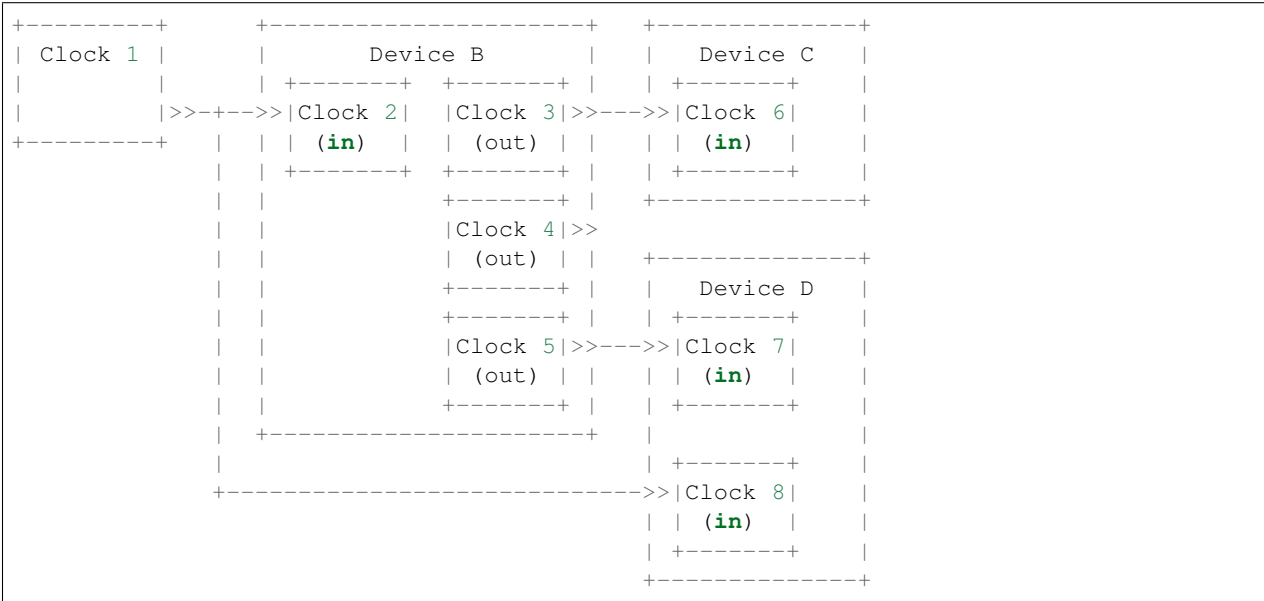 +---------+      +----------------------+   +--------------+
| Clock 1 |      |       Device B       |   |   Device C   |
|         |      | +-------+  +-------+ |   | +-------+    |
|         |>>-+-->>|Clock 2|  |Clock 3|>>--->>|Clock 6|    |
+---------+   |  | | (in)  |  | (out) | |   | | (in)  |    |
              |  | +-------+  +-------+ |   | +-------+    |
              |  |            +-------+ |   +--------------+
              |  |            |Clock 4|>>
              |  |            | (out) | |   +--------------+
              |  |            +-------+ |   |   Device D   |
              |  |            +-------+ |   | +-------+    |
              |  |            |Clock 5|>>--->>|Clock 7|    |
              |  |            | (out) | |   | | (in)  |    |
              |  |            +-------+ |   | +-------+    |
              |  +----------------------+   |              |
              |                             | +-------+    |
              +----------------------------->>|Clock 8|    |
                                            | | (in)  |    |
                                            | +-------+    |
                                            +--------------+